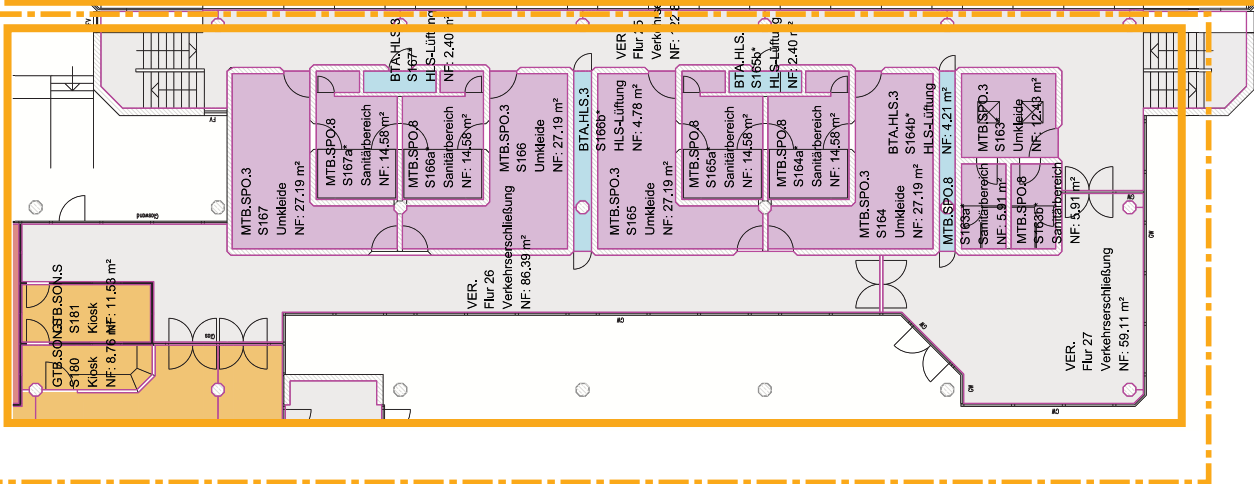 BTA.HLS.3
S167*
HLS-Lüftung
NF: 2.40 m²
VER
Verkehrse
BTA.HLS.
S165b*
HLS-Lüftung
NF: 2.40 m²
MTB.SPO.3
S167
Umkleide
NF: 27.19 m²
MTB.SPO.8
S167a*
Sanitärbereich
NF: 14.58 m²
MTB.SPO.8
S166a*
Sanitärbereich
NF: 14.58 m²
MTB.SPO.3
S166
Umkleide
NF: 27.19 m²
BTA.HLS.3
S166b*
HLS-Lüftung
NF: 4.78 m²
MTB.SPO.3
S165
Umkleide
NF: 27.19 m²
MTB.SPO.8
S165a*
Sanitärbereich
NF: 14.58 m²
MTB.SPO.8
S164a*
Sanitärbereich
NF: 14.58 m²
MTB.SPO.3
S164
Umkleide
NF: 27.19 m²
BTA.HLS.3
S164b*
HLS-Lüftung
NF: 4.21 m²
MTB.SPO.3
S163*
Umkleide
NF: 12.43 m²
MTB.SPO.8
S163a*
Sanitärbereich
NF: 5.91 m²
MTB.SPO.8
S163b*
Sanitärbereich
NF: 5.91 m²
VER.
Flur 26
Verkehrserschließung
NF: 86.39 m²
VER.
Flur 27
Verkehrserschließung
NF: 59.11 m²
GTB.SON.S
S181
Kiosk
NF: 11.53 m²
S180
Kiosk
NF: 8.76 m²
Glaswand
FV